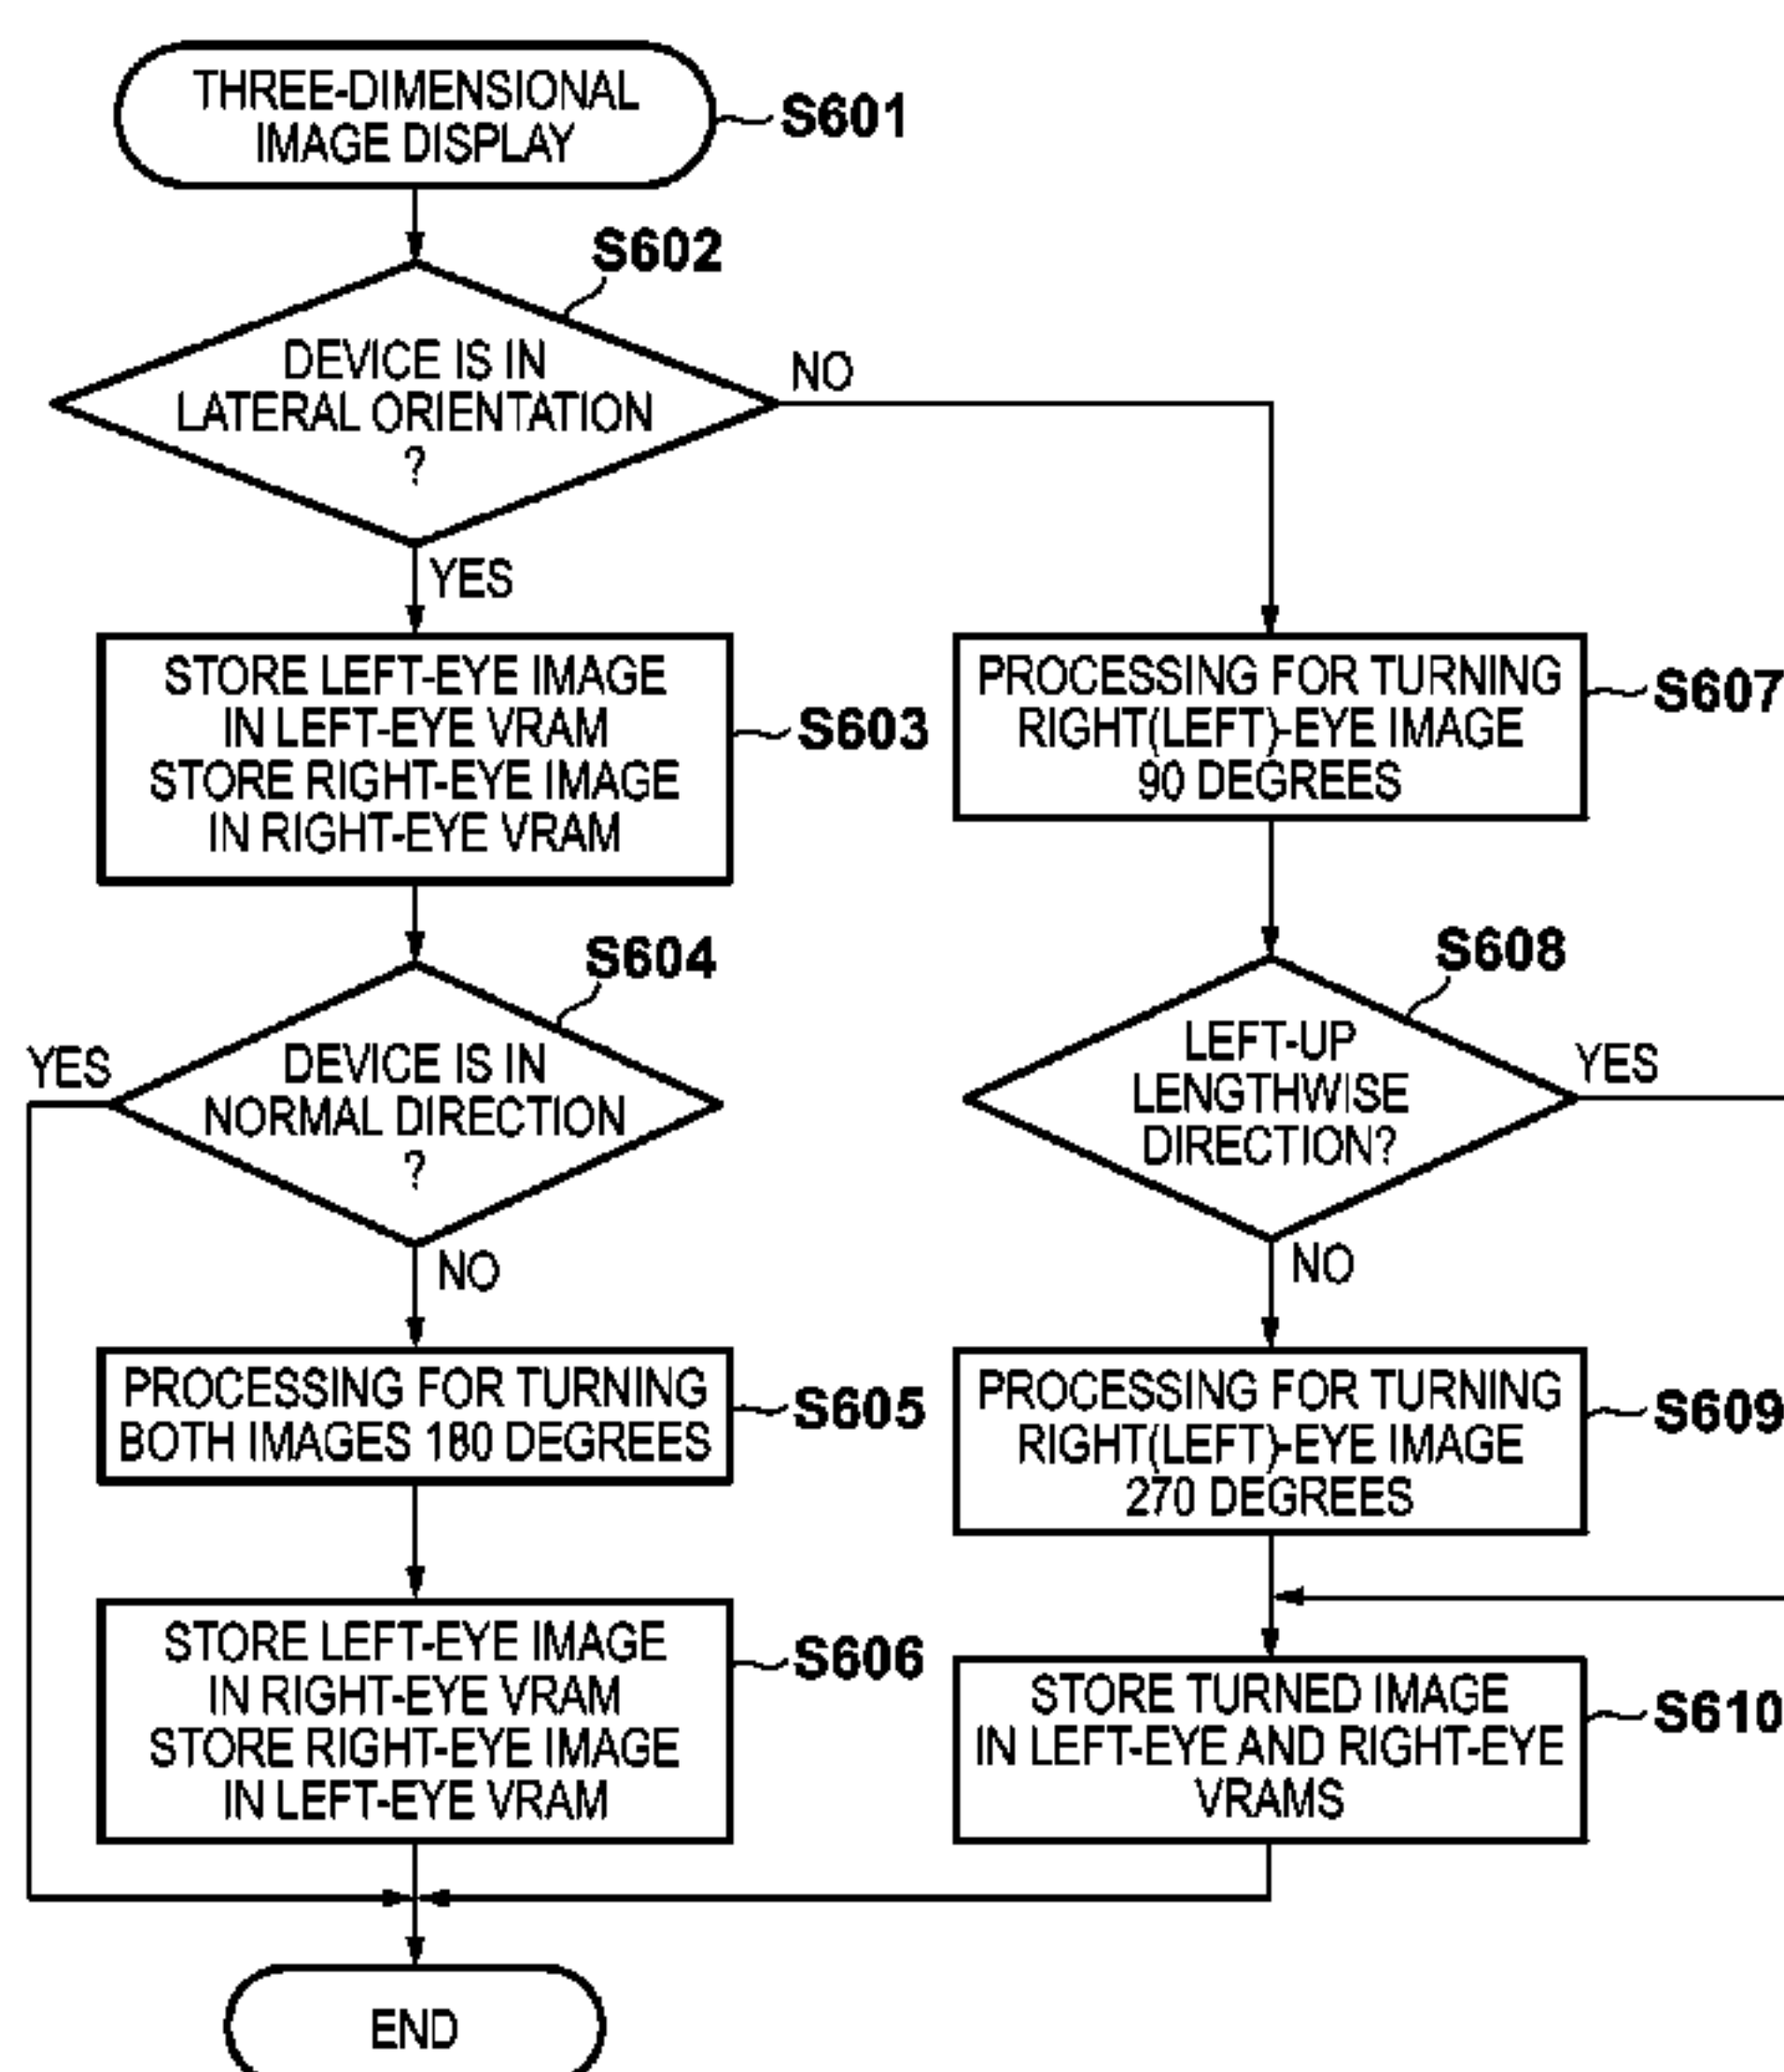 THREE-DIMENSIONAL
IMAGE DISPLAY
S601
S602
DEVICE IS IN
LATERAL ORIENTATION
?
NO
YES
STORE LEFT-EYE IMAGE
IN LEFT-EYE VRAM
STORE RIGHT-EYE IMAGE
IN RIGHT-EYE VRAM
S603
PROCESSING FOR TURNING
RIGHT(LEFT)-EYE IMAGE
90 DEGREES
S607
S604
DEVICE IS IN
NORMAL DIRECTION
?
YES
NO
S608
LEFT-UP
LENGTHWISE
DIRECTION?
YES
NO
PROCESSING FOR TURNING
BOTH IMAGES 180 DEGREES
S605
PROCESSING FOR TURNING
RIGHT(LEFT)-EYE IMAGE
270 DEGREES
S609
STORE LEFT-EYE IMAGE
IN RIGHT-EYE VRAM
STORE RIGHT-EYE IMAGE
IN LEFT-EYE VRAM
S606
STORE TURNED IMAGE
IN LEFT-EYE AND RIGHT-EYE
VRAMS
S610
END